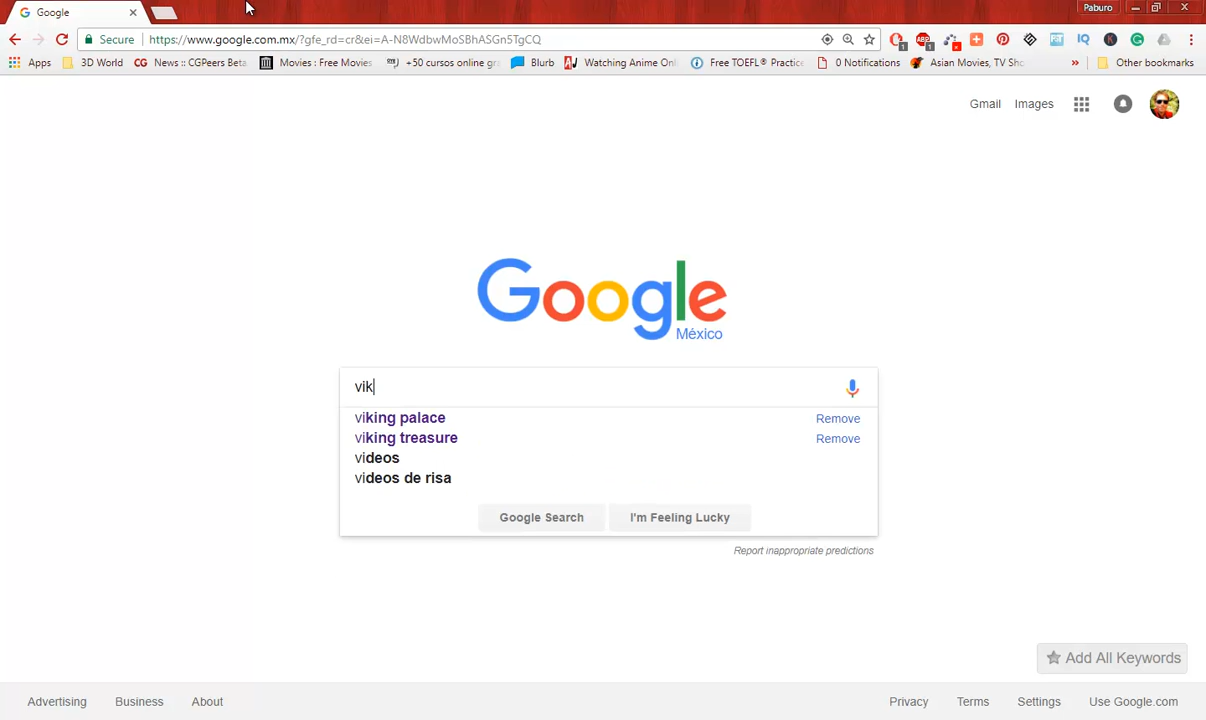 Google
Paburo
Secure https://www.google.com.mx/?gfe_rd=cr&ei=A-N8WdbwMoSBhASGn5TgCQ
Apps 3D World News :: CGPeers Beta Movies : Free Movies +50 cursos online gra Blurb Watching Anime Onl Free TOEFL® Practice 0 Notifications Asian Movies, TV Sho » Other bookmarks
Gmail Images
Google
México
vik
viking palace Remove
viking treasure Remove
videos
videos de risa
Google Search I'm Feeling Lucky
Report inappropriate predictions
Add All Keywords
Advertising Business About Privacy Terms Settings Use Google.com